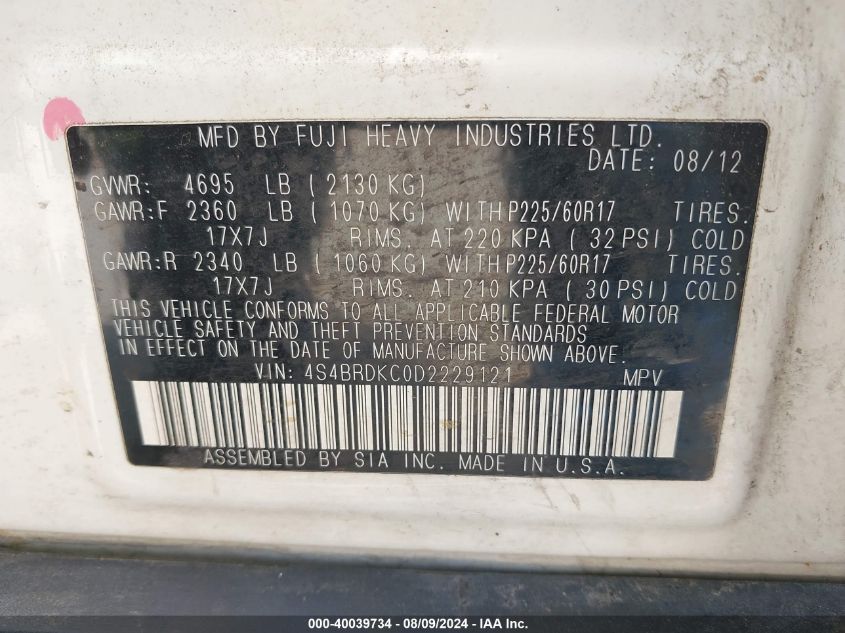 MFD BY FUJI HEAVY INDUSTRIES LTD.
DATE: 08/12
GVWR: 4695 LB ( 2130 KG)
GAWR:F 2360 LB ( 1070 KG) WITH P225/60R17 TIRES.
17X7J RIMS. AT 220 KPA ( 32 PSI) COLD
GAWR:R 2340 LB ( 1060 KG) WITH P225/60R17 TIRES.
17X7J RIMS. AT 210 KPA ( 30 PSI) COLD
THIS VEHICLE CONFORMS TO ALL APPLICABLE FEDERAL MOTOR
VEHICLE SAFETY AND THEFT PREVENTION STANDARDS
IN EFFECT ON THE DATE OF MANUFACTURE SHOWN ABOVE.
VIN: 4S4BRDKC0D2229121 MPV
ASSEMBLED BY SIA INC. MADE IN U.S.A.
000-40039734 - 08/09/2024 - IAA Inc.